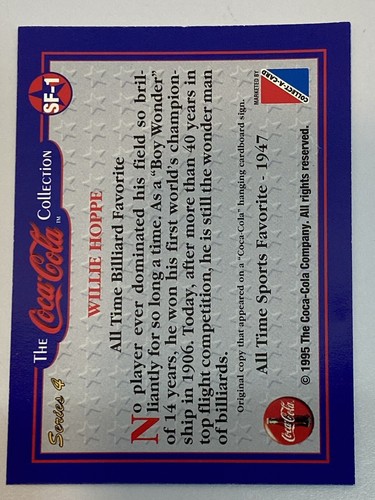 Series 4
THE Coca-Cola™ COLLECTION
SF-1
WILLIE HOPPE
All Time Billiard Favorite
No player ever dominated his field so bril-
liantly for so long a time. As a "Boy Wonder"
of 14 years, he won his first world's champion-
ship in 1906. Today, after more than 40 years in
top flight competition, he is still the wonder man
of billiards.
Original copy that appeared on a "Coca-Cola" hanging cardboard sign.
All Time Sports Favorite - 1947
MARKETED BY
COLLECT-A-CARD
Coca-Cola
© 1995 The Coca-Cola Company. All rights reserved.